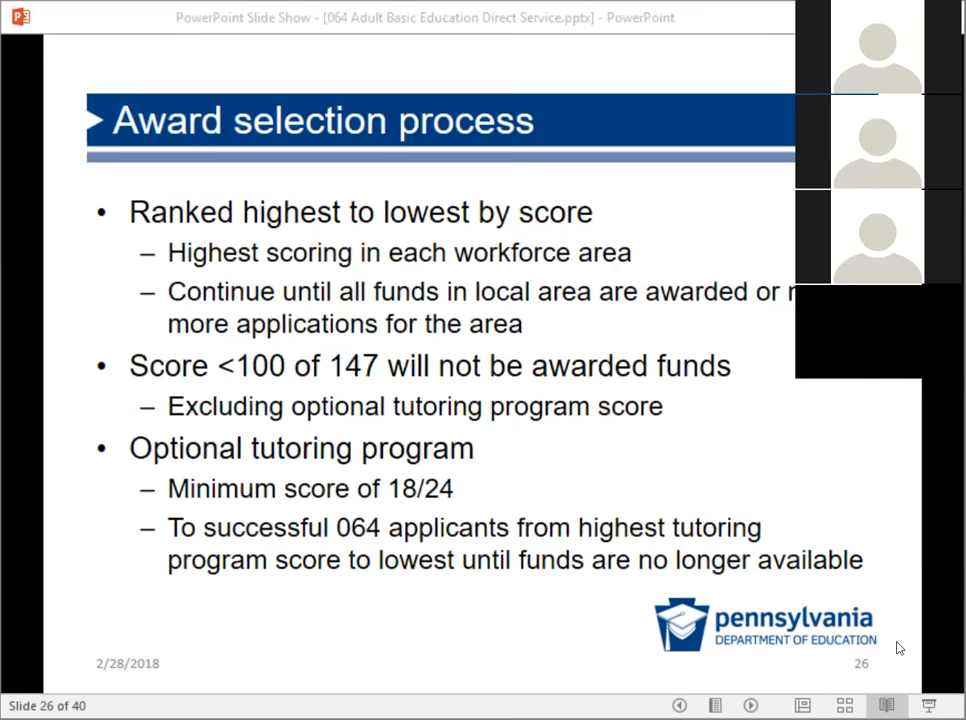 PowerPoint Slide Show - [064 Adult Basic Education Direct Service.pptx] - PowerPoint
Award selection process
• Ranked highest to lowest by score
– Highest scoring in each workforce area
– Continue until all funds in local area are awarded or
more applications for the area
• Score <100 of 147 will not be awarded funds
– Excluding optional tutoring program score
• Optional tutoring program
– Minimum score of 18/24
– To successful 064 applicants from highest tutoring
program score to lowest until funds are no longer available
pennsylvania
DEPARTMENT OF EDUCATION
2/28/2018
26
Slide 26 of 40